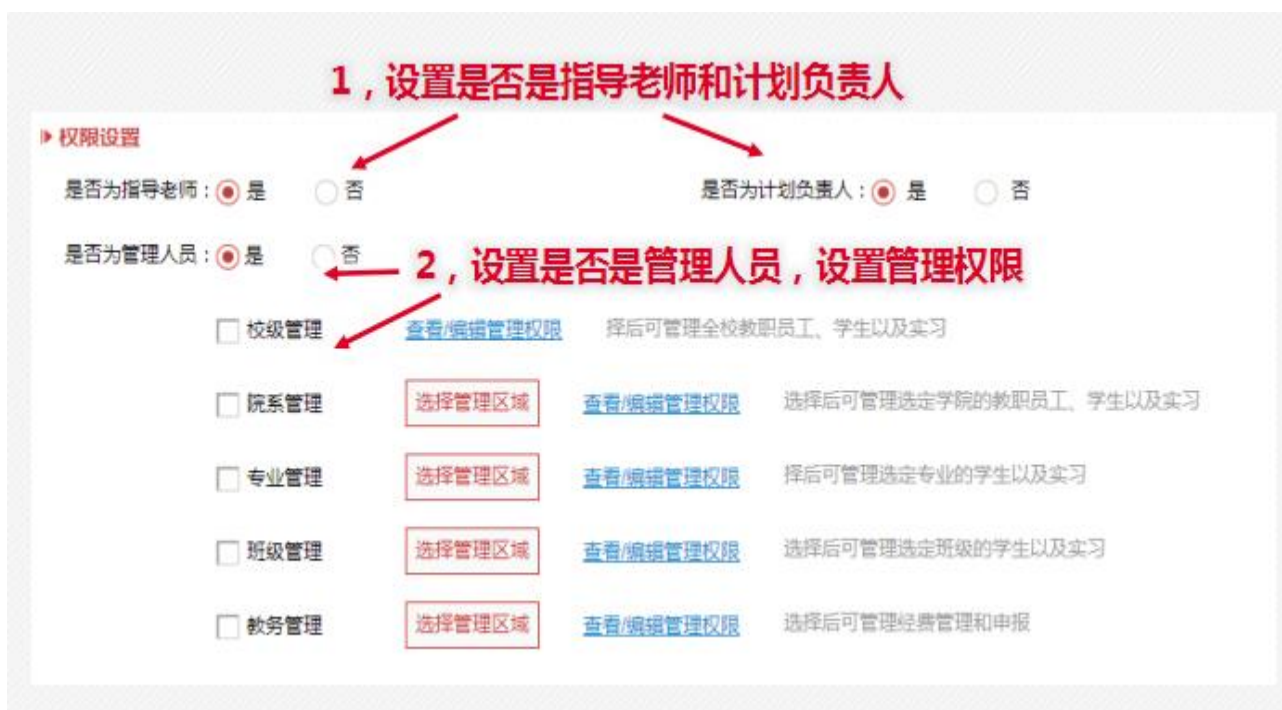 1，设置是否是指导老师和计划负责人
权限设置
是否为指导老师：是 否 是否为计划负责人：是 否
是否为管理人员：是 否
2，设置是否是管理人员，设置管理权限
校级管理 查看/编辑管理权限 择后可管理全校教职员工、学生以及实习
院系管理 选择管理区域 查看/编辑管理权限 选择后可管理选定学院的教职员工、学生以及实习
专业管理 选择管理区域 查看/编辑管理权限 择后可管理选定专业的学生以及实习
班级管理 选择管理区域 查看/编辑管理权限 选择后可管理选定班级的学生以及实习
教务管理 选择管理区域 查看/编辑管理权限 选择后可管理经费管理和申报